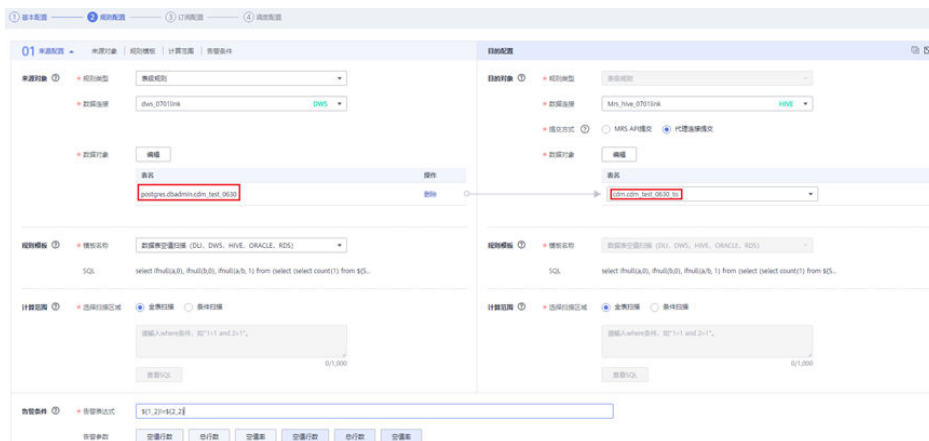 1 基本配置 2 规则配置 3 订阅配置 4 调度配置
01 来源配置 来源对象 | 规则模板 | 计算范围 | 告警条件
目的配置
来源对象 * 规则类型 表级规则
目的对象 * 规则类型 表级规则
* 数据连接 dws_0701link DWS
* 数据连接 Mrs_hive_0701link HIVE
* 提交方式 MRS API提交 代理连接提交
* 数据对象 编辑
* 数据对象 编辑
表名 操作
表名
postgres.dbadmin.cdm_test_0630 删除
cdm.cdm_test_0630_tis
规则模板 * 模板名称 数据表空值扫描 (DLI、DWS、HIVE、ORACLE、RDS)
规则模板 * 模板名称 数据表空值扫描 (DLI、DWS、HIVE、ORACLE、RDS)
SQL select ifnull(a,0), ifnull(b,0), ifnull(a/b, 1) from (select (select count(1) from ${S...
SQL select ifnull(a,0), ifnull(b,0), ifnull(a/b, 1) from (select (select count(1) from ${S...
计算范围 * 选择扫描区域 全表扫描 条件扫描
计算范围 * 选择扫描区域 全表扫描 条件扫描
请输入where条件，如"1=1 and 2=1"。
请输入where条件，如"1=1 and 2=1"。
0/1,000
0/1,000
查看SQL
查看SQL
告警条件 * 告警表达式 ${1_2}!=${2_2}
告警参数 空值行数 总行数 空值率 空值行数 总行数 空值率